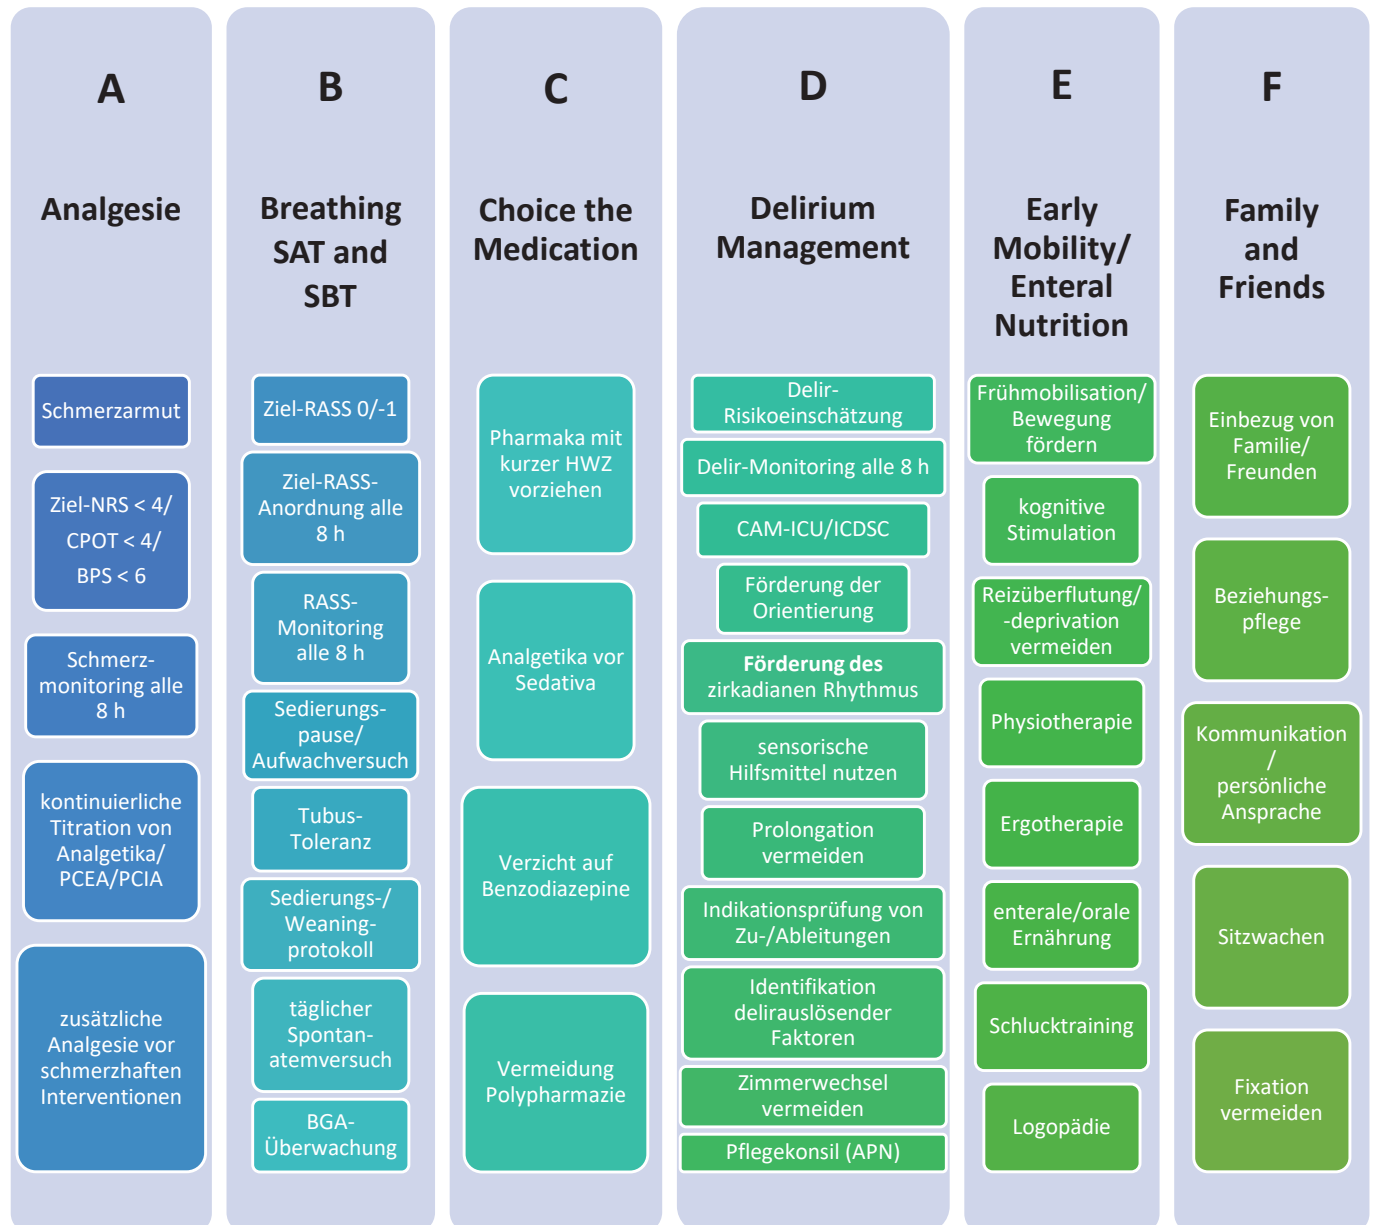 A
Analgesie
Schmerzarmut
Ziel-NRS < 4/
CPOT < 4/
BPS < 6
Schmerz-
monitoring alle
8 h
kontinuierliche
Titration von
Analgetika/
PCEA/PCIA
zusätzliche
Analgesie vor
schmerzhaften
Interventionen
B
Breathing
SAT and
SBT
Ziel-RASS 0/-1
Ziel-RASS-
Anordnung alle
8 h
RASS-
Monitoring
alle 8 h
Sedierungs-
pause/
Aufwachversuch
Tubus-
Toleranz
Sedierungs-/
Weaning-
protokoll
täglicher
Spontan-
atemversuch
BGA-
Überwachung
C
Choice the
Medication
Pharmaka mit
kurzer HWZ
vorziehen
Analgetika vor
Sedativa
Verzicht auf
Benzodiazepine
Vermeidung
Polypharmazie
D
Delirium
Management
Delir-
Risikoeinschätzung
Delir-Monitoring alle 8 h
CAM-ICU/ICDSC
Förderung der
Orientierung
Förderung des
zirkadianen Rhythmus
sensorische
Hilfsmittel nutzen
Prolongation
vermeiden
Indikationsprüfung von
Zu-/Ableitungen
Identifikation
delirauslösender
Faktoren
Zimmerwechsel
vermeiden
Pflegekonsil (APN)
E
Early
Mobility/
Enteral
Nutrition
Frühmobilisation/
Bewegung
fördern
kognitive
Stimulation
Reizüberflutung/
-deprivation
vermeiden
Physiotherapie
Ergotherapie
enterale/orale
Ernährung
Schlucktraining
Logopädie
F
Family
and
Friends
Einbezug von
Familie/
Freunden
Beziehungs-
pflege
Kommunikation
/
persönliche
Ansprache
Sitzwachen
Fixation
vermeiden